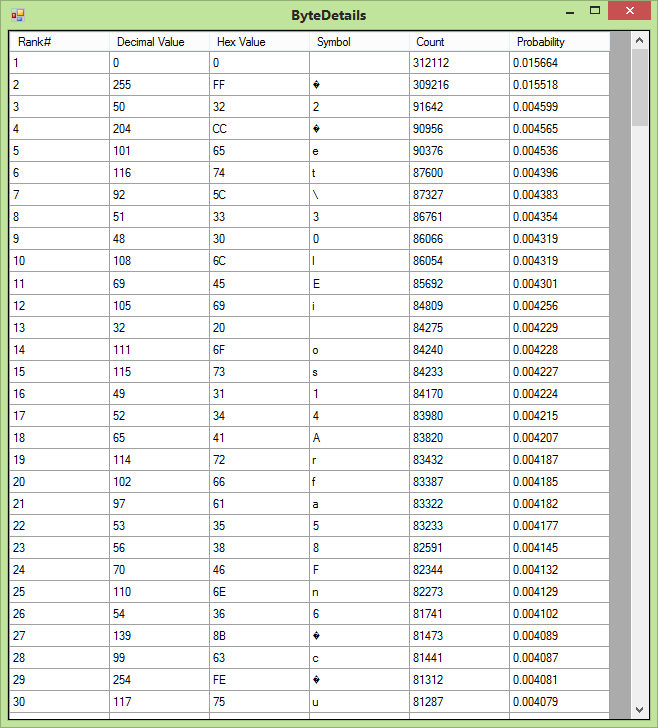 ByteDetails
Rank# Decimal Value Hex Value Symbol Count Probability
1 0 0 312112 0.015664
2 255 FF � 309216 0.015518
3 50 32 2 91642 0.004599
4 204 CC � 90956 0.004565
5 101 65 e 90376 0.004536
6 116 74 t 87600 0.004396
7 92 5C \ 87327 0.004383
8 51 33 3 86761 0.004354
9 48 30 0 86066 0.004319
10 108 6C l 86054 0.004319
11 69 45 E 85692 0.004301
12 105 69 i 84809 0.004256
13 32 20 84275 0.004229
14 111 6F o 84240 0.004228
15 115 73 s 84233 0.004227
16 49 31 1 84170 0.004224
17 52 34 4 83980 0.004215
18 65 41 A 83820 0.004207
19 114 72 r 83432 0.004187
20 102 66 f 83387 0.004185
21 97 61 a 83322 0.004182
22 53 35 5 83233 0.004177
23 56 38 8 82591 0.004145
24 70 46 F 82344 0.004132
25 110 6E n 82273 0.004129
26 54 36 6 81741 0.004102
27 139 8B � 81473 0.004089
28 99 63 c 81441 0.004087
29 254 FE � 81312 0.004081
30 117 75 u 81287 0.004079